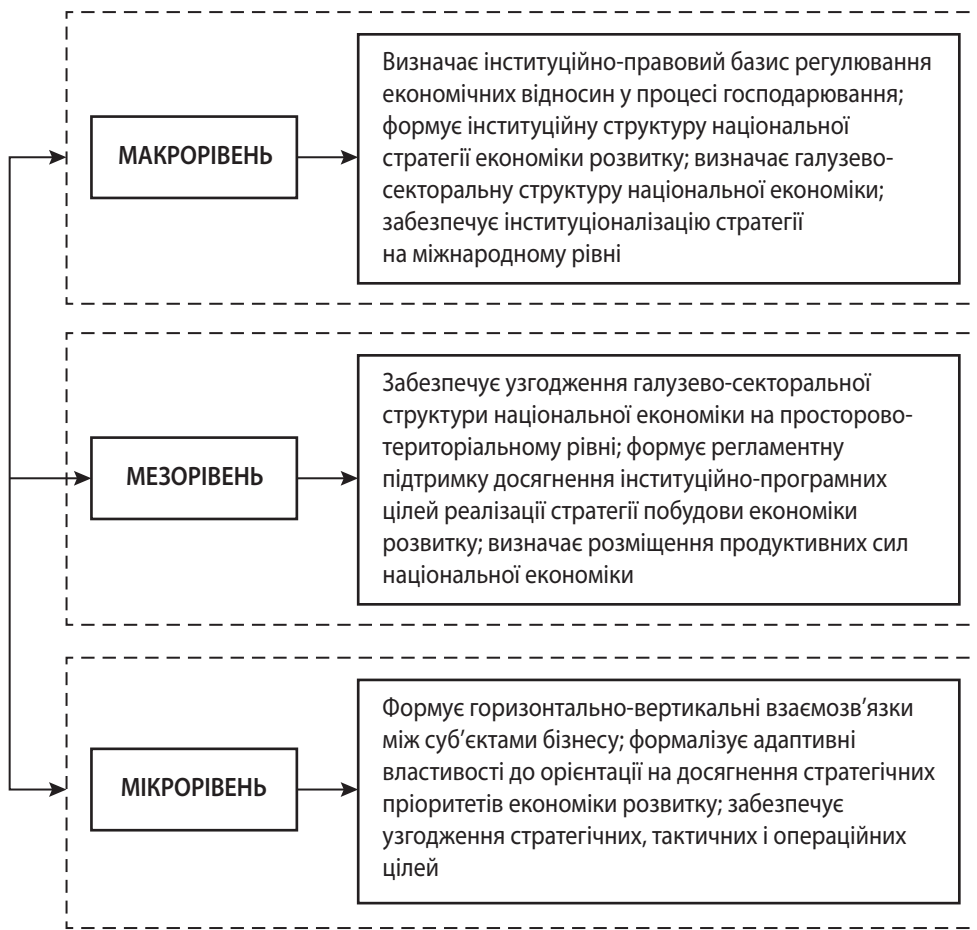 МАКРОРІВЕНЬ
Визначає інституційно-правовий базис регулювання
економічних відносин у процесі господарювання;
формує інституційну структуру національної
стратегії економіки розвитку; визначає галузево-
секторальну структуру національної економіки;
забезпечує інституціоналізацію стратегії
на міжнародному рівні
МЕЗОРІВЕНЬ
Забезпечує узгодження галузево-секторальної
структури національної економіки на просторово-
територіальному рівні; формує регламентну
підтримку досягнення інституційно-програмних
цілей реалізації стратегії побудови економіки
розвитку; визначає розміщення продуктивних сил
національної економіки
МІКРОРІВЕНЬ
Формує горизонтально-вертикальні взаємозв'язки
між суб'єктами бізнесу; формалізує адаптивні
властивості до орієнтації на досягнення стратегічних
пріоритетів економіки розвитку; забезпечує
узгодження стратегічних, тактичних і операційних
цілей